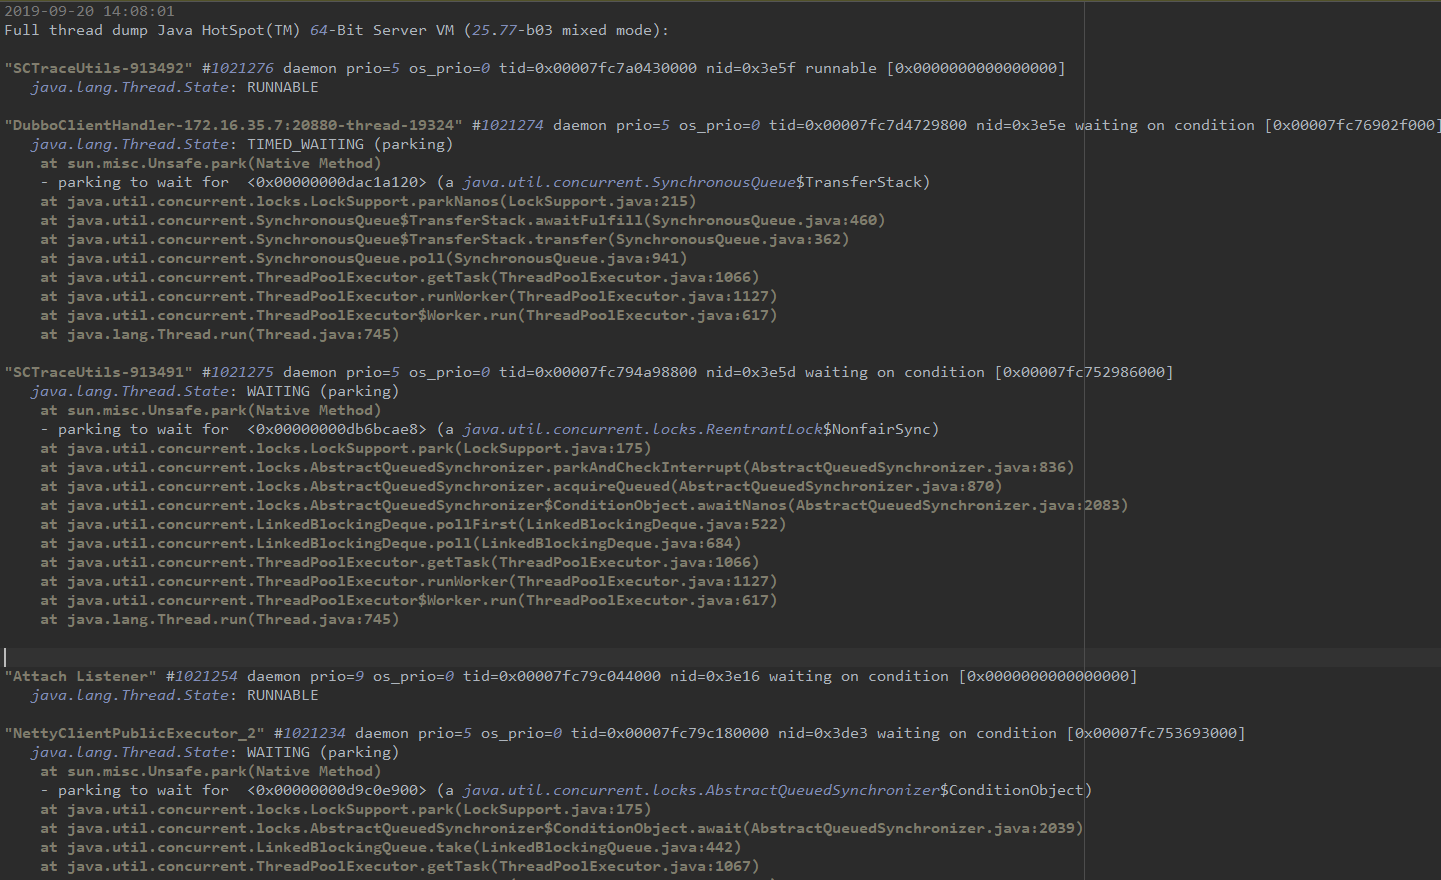 2019-09-20 14:08:01
Full thread dump Java HotSpot(TM) 64-Bit Server VM (25.77-b03 mixed mode):
"SCTraceUtils-913492" #1021276 daemon prio=5 os_prio=0 tid=0x00007fc7a0430000 nid=0x3e5f runnable [0x0000000000000000]
java.lang.Thread.State: RUNNABLE
"DubboClientHandler-172.16.35.7:20880-thread-19324" #1021274 daemon prio=5 os_prio=0 tid=0x00007fc7d4729800 nid=0x3e5e waiting on condition [0x00007fc76902f000]
java.lang.Thread.State: TIMED_WAITING (parking)
at sun.misc.Unsafe.park(Native Method)
- parking to wait for  <0x00000000dac1a120> (a java.util.concurrent.SynchronousQueue$TransferStack)
at java.util.concurrent.locks.LockSupport.parkNanos(LockSupport.java:215)
at java.util.concurrent.SynchronousQueue$TransferStack.awaitFulfill(SynchronousQueue.java:460)
at java.util.concurrent.SynchronousQueue$TransferStack.transfer(SynchronousQueue.java:362)
at java.util.concurrent.SynchronousQueue.poll(SynchronousQueue.java:941)
at java.util.concurrent.ThreadPoolExecutor.getTask(ThreadPoolExecutor.java:1066)
at java.util.concurrent.ThreadPoolExecutor.runWorker(ThreadPoolExecutor.java:1127)
at java.util.concurrent.ThreadPoolExecutor$Worker.run(ThreadPoolExecutor.java:617)
at java.lang.Thread.run(Thread.java:745)
"SCTraceUtils-913491" #1021275 daemon prio=5 os_prio=0 tid=0x00007fc794a98800 nid=0x3e5d waiting on condition [0x00007fc752986000]
java.lang.Thread.State: WAITING (parking)
at sun.misc.Unsafe.park(Native Method)
- parking to wait for  <0x00000000db6bcae8> (a java.util.concurrent.locks.ReentrantLock$NonfairSync)
at java.util.concurrent.locks.LockSupport.park(LockSupport.java:175)
at java.util.concurrent.locks.AbstractQueuedSynchronizer.parkAndCheckInterrupt(AbstractQueuedSynchronizer.java:836)
at java.util.concurrent.locks.AbstractQueuedSynchronizer.acquireQueued(AbstractQueuedSynchronizer.java:870)
at java.util.concurrent.locks.AbstractQueuedSynchronizer$ConditionObject.awaitNanos(AbstractQueuedSynchronizer.java:2083)
at java.util.concurrent.LinkedBlockingDeque.pollFirst(LinkedBlockingDeque.java:522)
at java.util.concurrent.LinkedBlockingDeque.poll(LinkedBlockingDeque.java:684)
at java.util.concurrent.ThreadPoolExecutor.getTask(ThreadPoolExecutor.java:1066)
at java.util.concurrent.ThreadPoolExecutor.runWorker(ThreadPoolExecutor.java:1127)
at java.util.concurrent.ThreadPoolExecutor$Worker.run(ThreadPoolExecutor.java:617)
at java.lang.Thread.run(Thread.java:745)
"Attach Listener" #1021254 daemon prio=9 os_prio=0 tid=0x00007fc79c044000 nid=0x3e16 waiting on condition [0x0000000000000000]
java.lang.Thread.State: RUNNABLE
"NettyClientPublicExecutor_2" #1021234 daemon prio=5 os_prio=0 tid=0x00007fc79c180000 nid=0x3de3 waiting on condition [0x00007fc753693000]
java.lang.Thread.State: WAITING (parking)
at sun.misc.Unsafe.park(Native Method)
- parking to wait for  <0x00000000d9c0e900> (a java.util.concurrent.locks.AbstractQueuedSynchronizer$ConditionObject)
at java.util.concurrent.locks.LockSupport.park(LockSupport.java:175)
at java.util.concurrent.locks.AbstractQueuedSynchronizer$ConditionObject.await(AbstractQueuedSynchronizer.java:2039)
at java.util.concurrent.LinkedBlockingQueue.take(LinkedBlockingQueue.java:442)
at java.util.concurrent.ThreadPoolExecutor.getTask(ThreadPoolExecutor.java:1067)